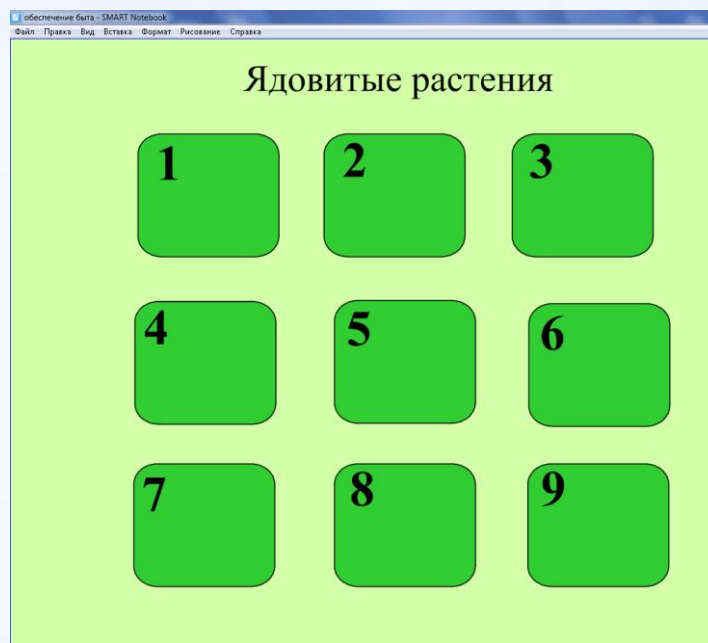 обеспечение быта - SMART Notebook
Файл Правка Вид Вставка Формат Рисование Справка
Ядовитые растения
1 2 3
4 5 6
7 8 9